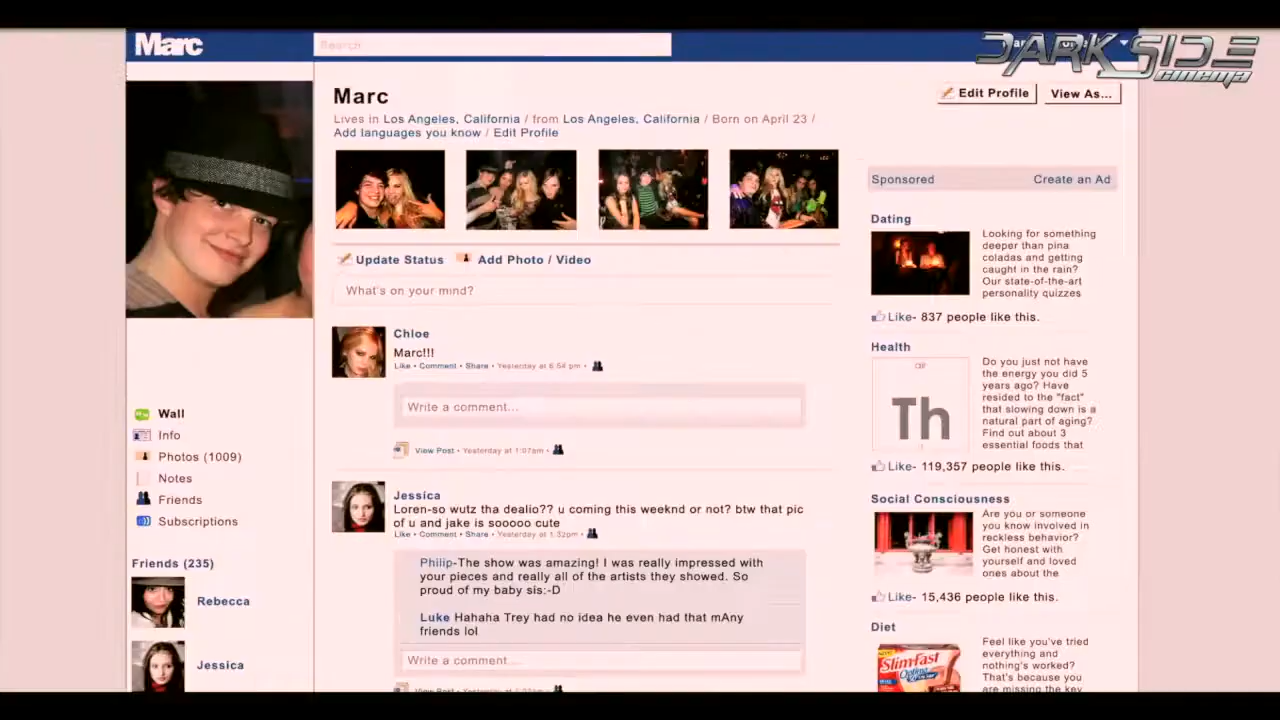 Marc
Search
DARK SIDE
cinema
Marc
Edit Profile
View As...
Lives in Los Angeles, California / from Los Angeles, California / Born on April 23 /
Add languages you know / Edit Profile
Update Status
Add Photo / Video
What's on your mind?
Chloe
Marc!!!
Like • Comment • Share • Yesterday at 6:54 pm •
Write a comment...
View Post • Yesterday at 1:07am •
Jessica
Loren-so wutz tha dealio?? u coming this weeknd or not? btw that pic
of u and jake is sooooo cute
Like • Comment • Share • Yesterday at 1:32pm •
Philip-The show was amazing! I was really impressed with
your pieces and really all of the artists they showed. So
proud of my baby sis:-D
Luke Hahaha Trey had no idea he even had that mAny
friends lol
Write a comment...
View Post • Yesterday at
Wall
Info
Photos (1009)
Notes
Friends
Subscriptions
Friends (235)
Rebecca
Jessica
Sponsored
Create an Ad
Dating
Looking for something
deeper than pina
coladas and getting
caught in the rain?
Our state-of-the-art
personality quizzes
Like- 837 people like this.
Health
Th
Do you just not have
the energy you did 5
years ago? Have
resided to the "fact"
that slowing down is a
natural part of aging?
Find out about 3
essential foods that
Like- 119,357 people like this.
Social Consciousness
Are you or someone
you know involved in
reckless behavior?
Get honest with
yourself and loved
ones about the
Like- 15,436 people like this.
Diet
SlimFast
Optima
Feel like you've tried
everything and
nothing's worked?
That's because you
are missing the key